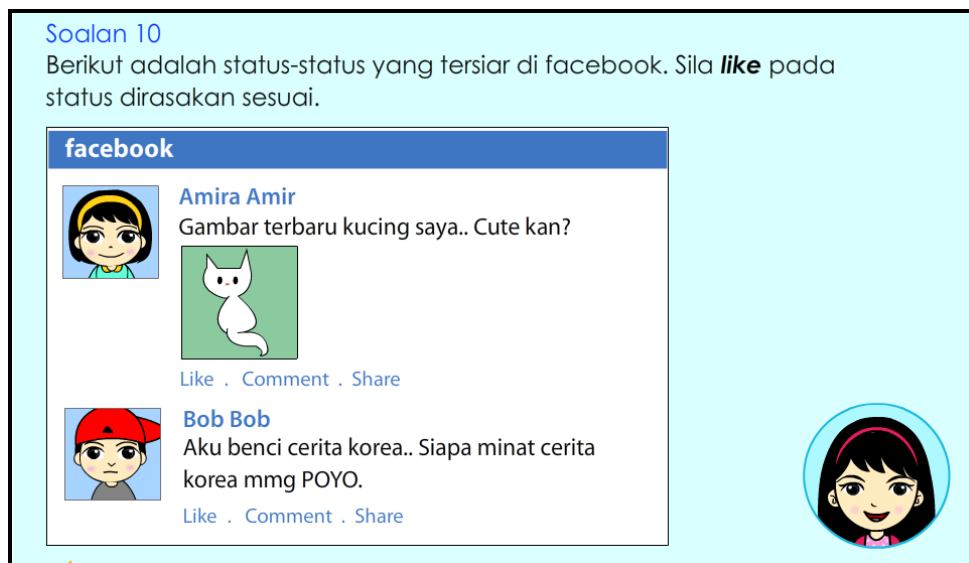 Soalan 10
Berikut adalah status-status yang tersiar di facebook. Sila like pada
status dirasakan sesuai.
facebook
Amira Amir
Gambar terbaru kucing saya.. Cute kan?
Like . Comment . Share
Bob Bob
Aku benci cerita korea.. Siapa minat cerita
korea mmg POYO.
Like . Comment . Share